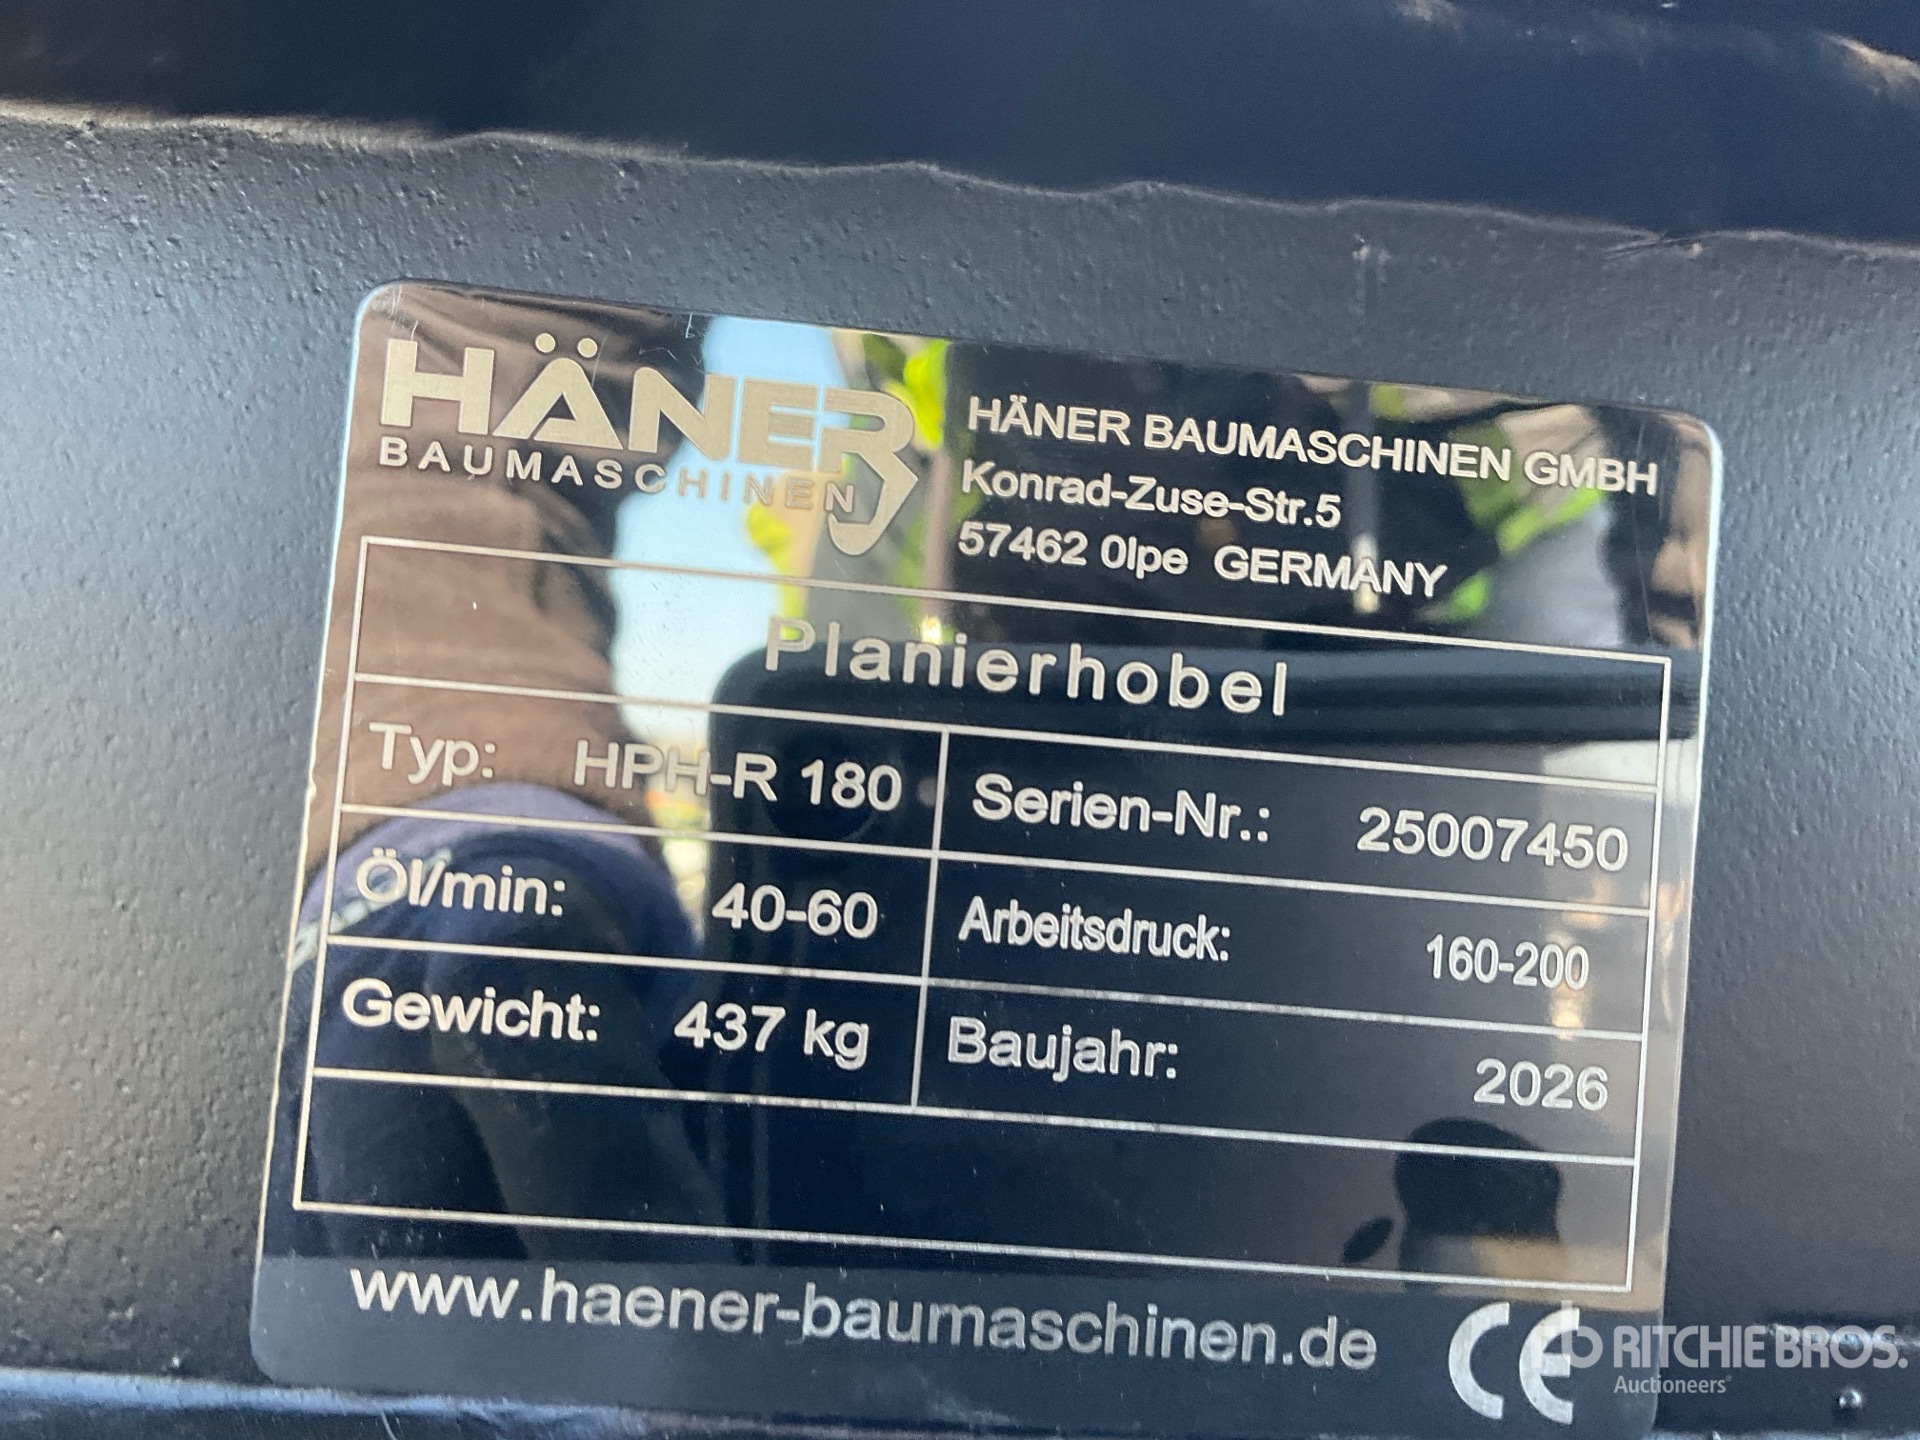 HÄNER
BAUMASCHINEN
HÄNER BAUMASCHINEN GMBH
Konrad-Zuse-Str.5
57462 Olpe GERMANY
Planierhobel
Typ: HPH-R 180
Serien-Nr.: 25007450
Öl/min: 40-60
Arbeitsdruck: 160-200
Gewicht: 437 kg
Baujahr: 2026
www.haener-baumaschinen.de
CE
rb RITCHIE BROS.
Auctioneers